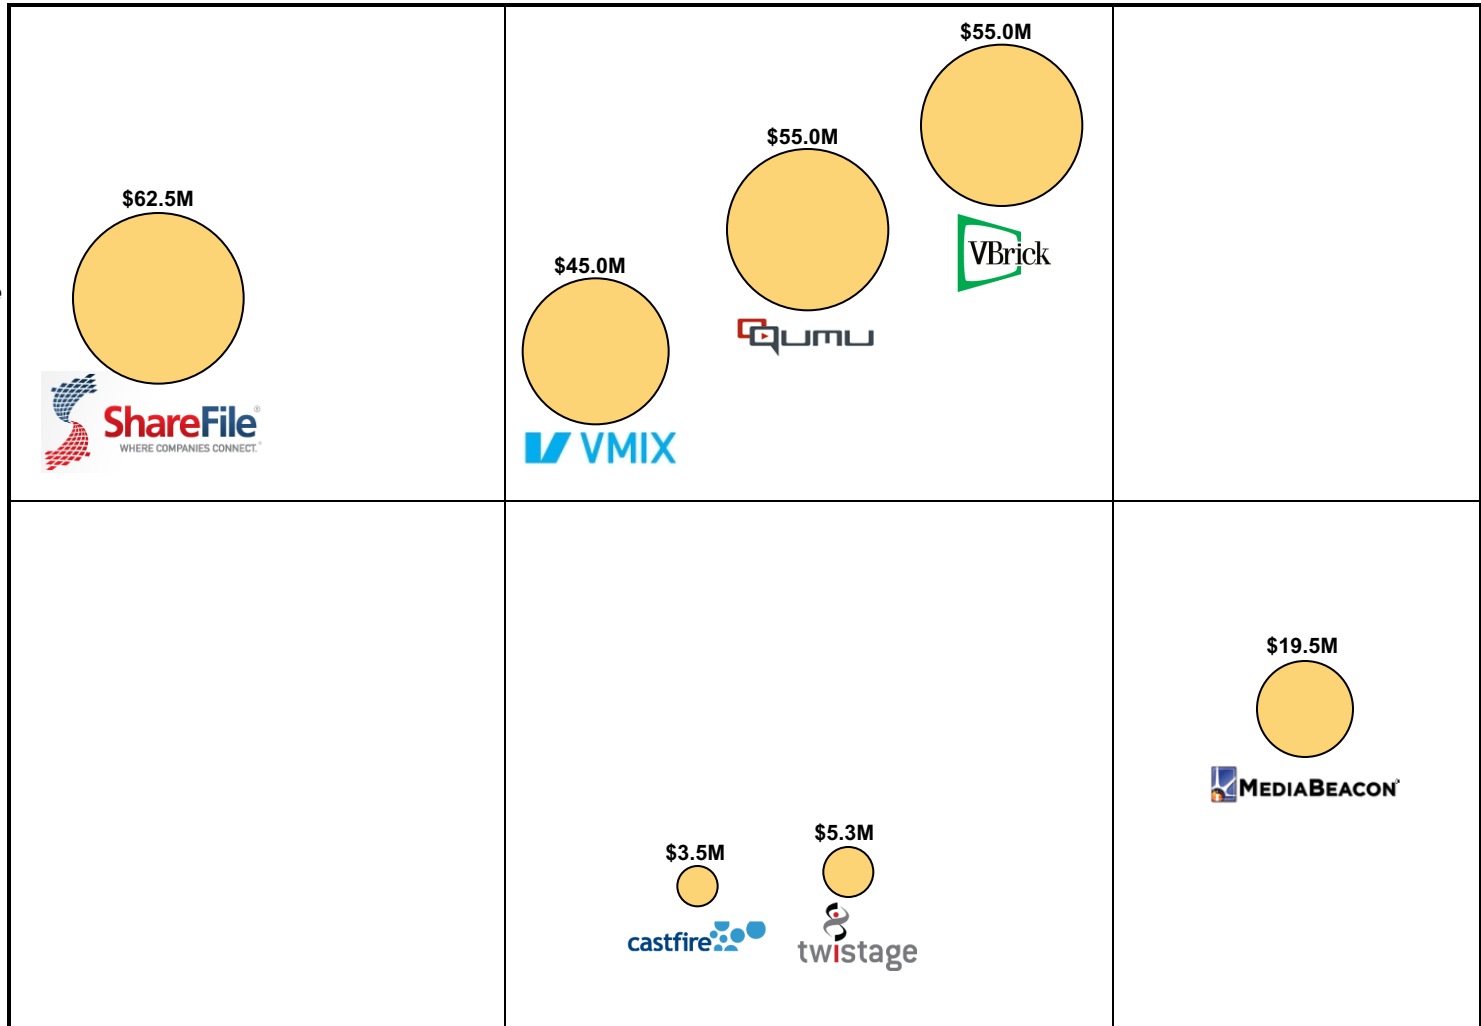 $55.0M
$55.0M
$62.5M
$45.0M
VBrick
Qumu
ShareFile®
WHERE COMPANIES CONNECT.
VMIX
$19.5M
MEDIABEACON
$5.3M
$3.5M
castfire
twistage